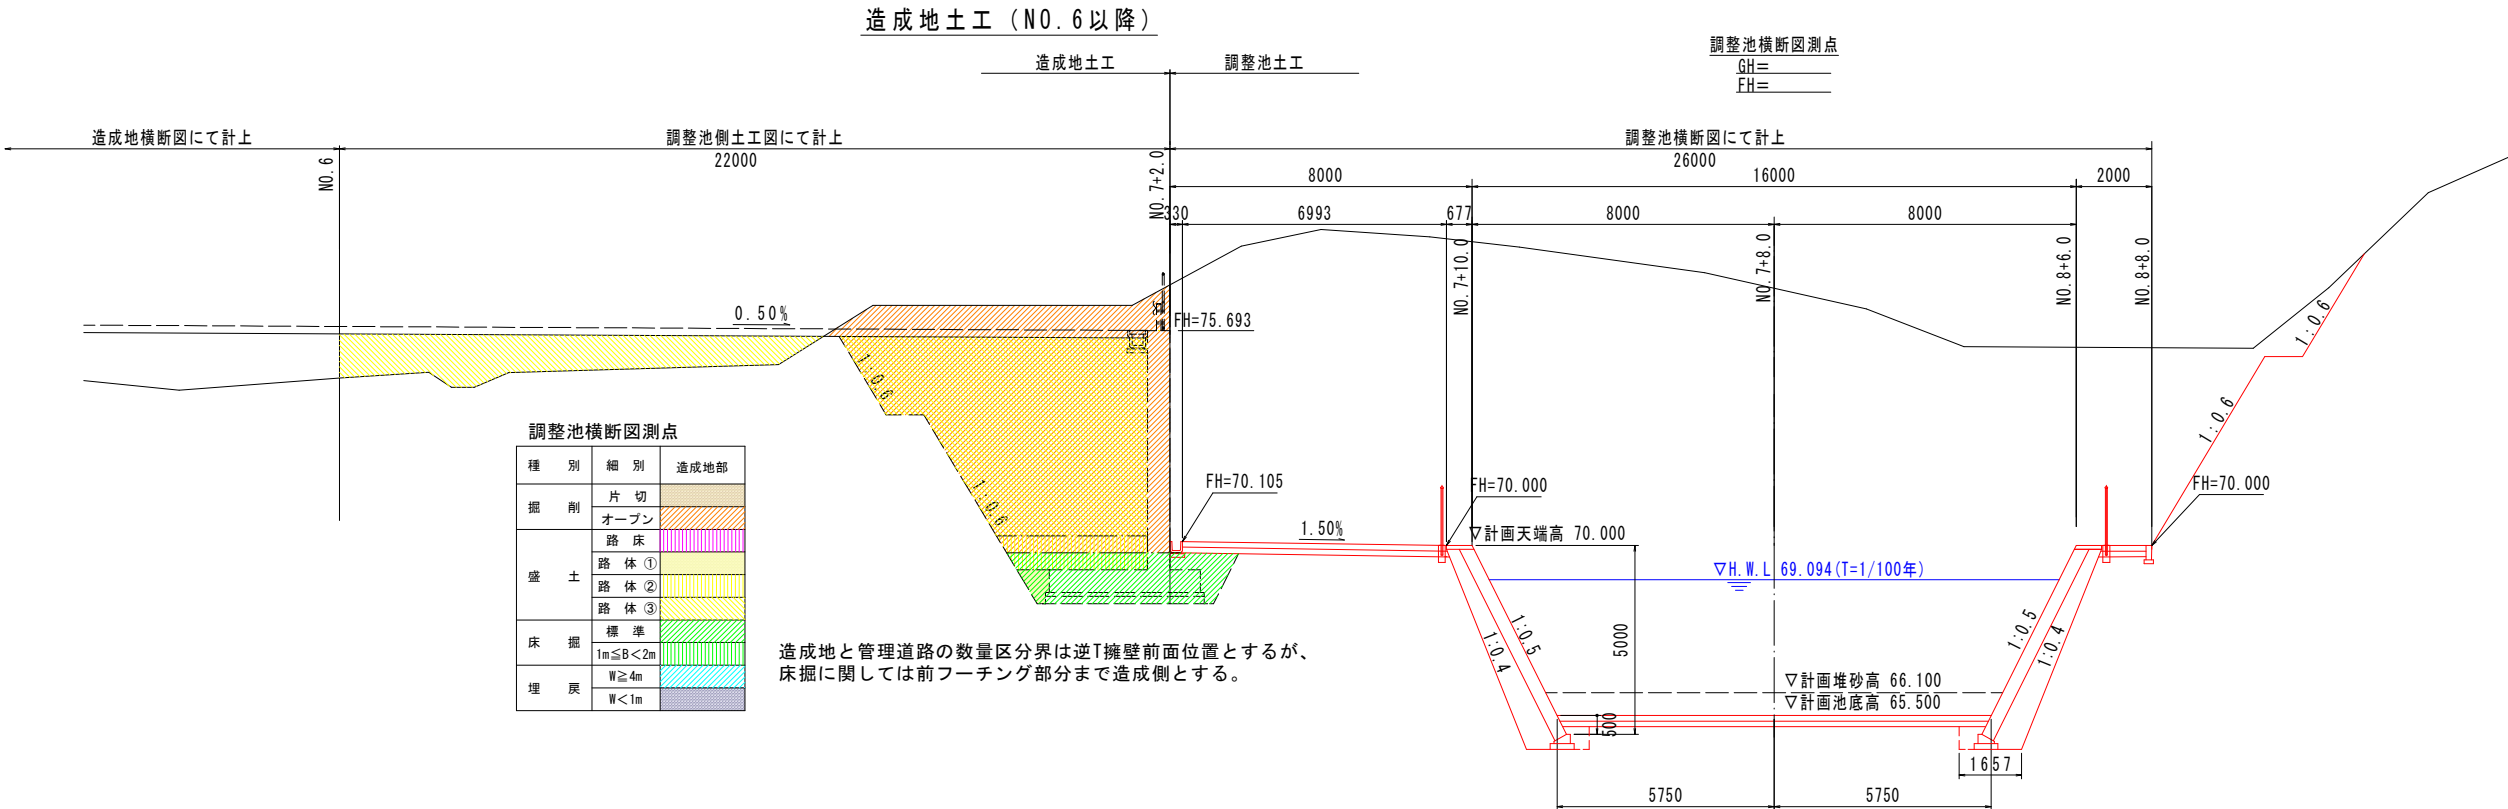 造成地土工 (NO.6以降)
調整池横断図測点
GH=
FH=
造成地土工
調整池土工
造成地横断図にて計上
調整池側土工図にて計上
調整池横断図にて計上
22000
26000
NO.6
NO.7+2.0
8000
16000
2000
330
6993
677
8000
8000
NO.7+10.0
NO.7+8.0
NO.8+6.0
NO.8+8.0
0.50%
FH=75.693
1:0.6
1:0.6
1:0.6
1:0.6
FH=70.105
FH=70.000
FH=70.000
1.50%
▽計画天端高 70.000
▽H.W.L 69.094(T=1/100年)
調整池横断図測点
種 別 細 別 造成地部
掘 削 片 切
オープン
盛 土 路 床
路 体 ①
路 体 ②
路 体 ③
床 掘 標 準
1m≦B<2m
埋 戻 W≧4m
W<1m
造成地と管理道路の数量区分界は逆T擁壁前面位置とするが、
床掘に関しては前フーチング部分まで造成側とする。
1:0.4
1:0.5
5000
1:0.5
1:0.4
▽計画堆砂高 66.100
▽計画池底高 65.500
500
1657
5750
5750